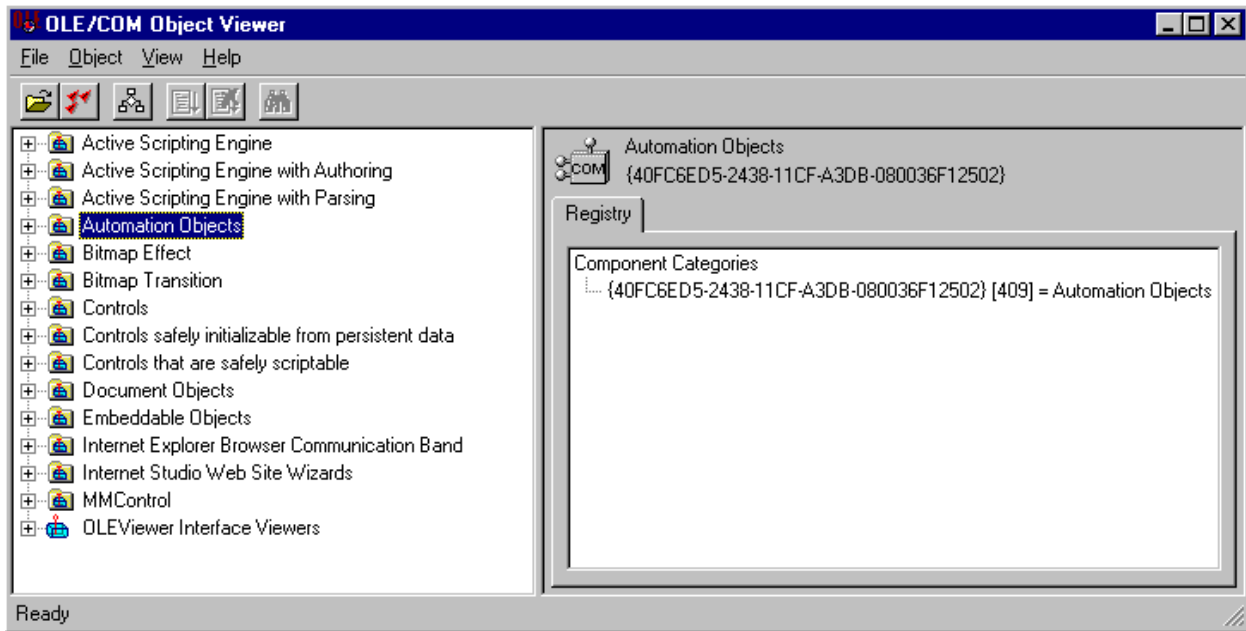 OLE/COM Object Viewer
File Object View Help
Active Scripting Engine
Active Scripting Engine with Authoring
Active Scripting Engine with Parsing
Automation Objects
Bitmap Effect
Bitmap Transition
Controls
Controls safely initializable from persistent data
Controls that are safely scriptable
Document Objects
Embeddable Objects
Internet Explorer Browser Communication Band
Internet Studio Web Site Wizards
MMControl
OLEViewer Interface Viewers
COM
Automation Objects
{40FC6ED5-2438-11CF-A3DB-080036F12502}
Registry
Component Categories
{40FC6ED5-2438-11CF-A3DB-080036F12502} [409] = Automation Objects
Ready